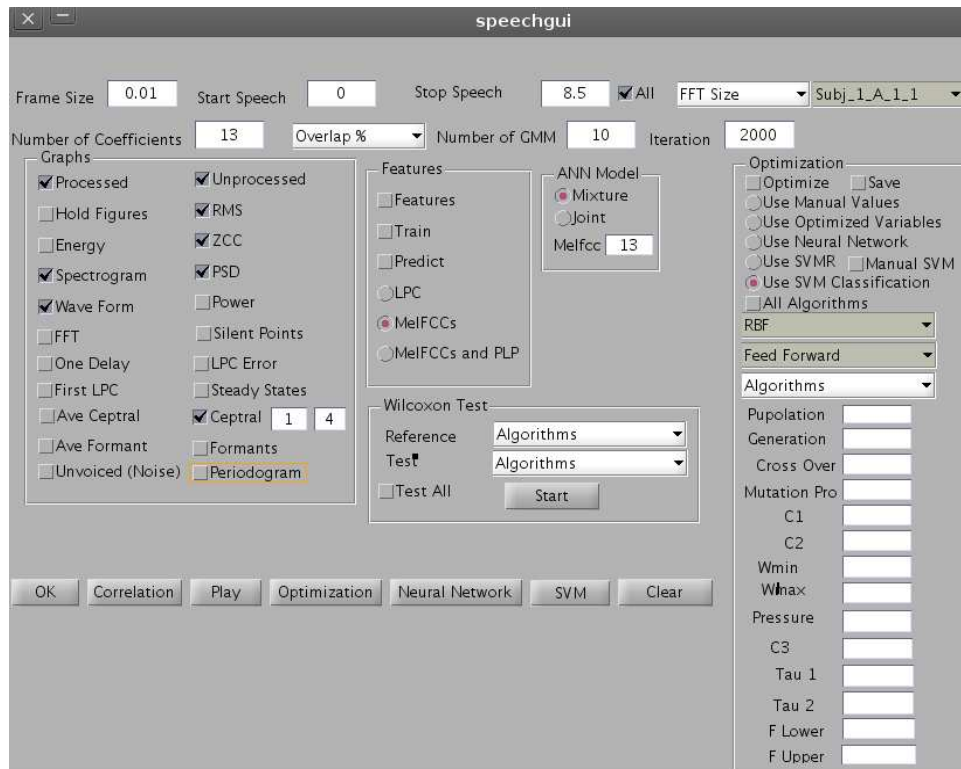 speechgui
Frame Size 0.01 Start Speech 0 Stop Speech 8.5 All FFT Size Subj_1_A_1_1
Number of Coefficients 13 Overlap % Number of GMM 10 Iteration 2000
Graphs
Processed Unprocessed
Hold Figures RMS
Energy ZCC
Spectrogram PSD
Wave Form Power
FFT Silent Points
One Delay LPC Error
First LPC Steady States
Ave Ceptral Ceptral 1 4
Ave Formant Formants
Unvoiced (Noise) Periodogram
Features
Features
Train
Predict
LPC
MelFCCs
MelFCCs and PLP
ANN Model
Mixture
Joint
Melfcc 13
Wilcoxon Test
Reference Algorithms
Test Algorithms
Test All Start
Optimization
Optimize Save
Use Manual Values
Use Optimized Variables
Use Neural Network
Use SVMR Manual SVM
Use SVM Classification
All Algorithms
RBF
Feed Forward
Algorithms
Pupolation
Generation
Cross Over
Mutation Pro
C1
C2
Wmin
Wmax
Pressure
C3
Tau 1
Tau 2
F Lower
F Upper
OK Correlation Play Optimization Neural Network SVM Clear